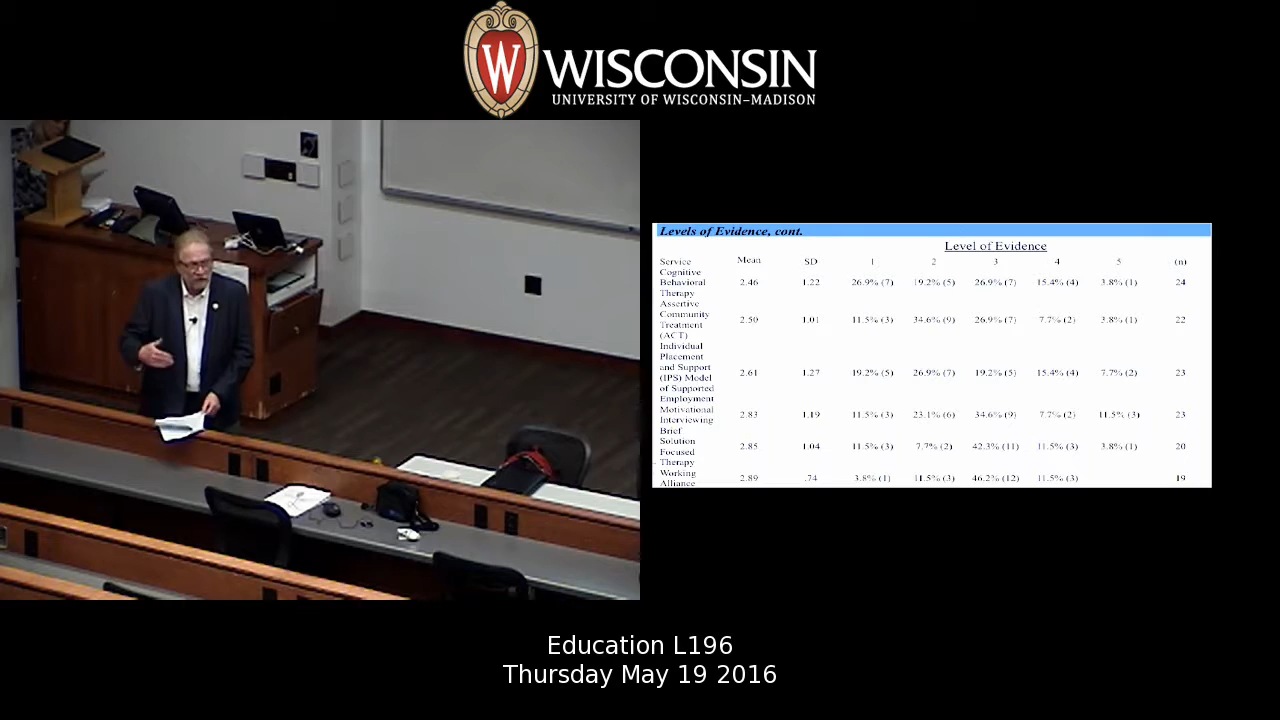 W
WISCONSIN
UNIVERSITY OF WISCONSIN–MADISON
Levels of Evidence, cont.
Level of Evidence
Service Mean SD 1 2 3 4 5 (n)
Cognitive
Behavioral 2.46 1.22 26.9% (7) 19.2% (5) 26.9% (7) 15.4% (4) 3.8% (1) 24
Therapy
Assertive
Community
Treatment 2.50 1.01 11.5% (3) 34.6% (9) 26.9% (7) 7.7% (2) 3.8% (1) 22
(ACT)
Individual
Placement
and Support
(IPS) Model 2.61 1.27 19.2% (5) 26.9% (7) 19.2% (5) 15.4% (4) 7.7% (2) 23
of Supported
Employment
Motivational
Interviewing 2.83 1.19 11.5% (3) 23.1% (6) 34.6% (9) 7.7% (2) 11.5% (3) 23
Brief
Solution
Focused 2.85 1.04 11.5% (3) 7.7% (2) 42.3% (11) 11.5% (3) 3.8% (1) 20
Therapy
Working
Alliance 2.89 .74 3.8% (1) 11.5% (3) 46.2% (12) 11.5% (3) 19
Education L196
Thursday May 19 2016